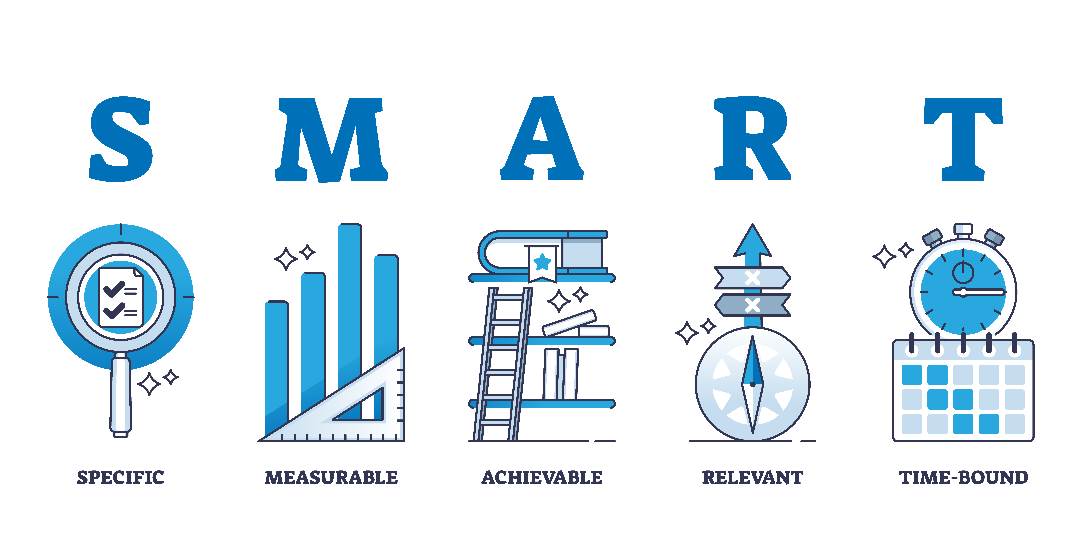 S M A R T
SPECIFIC MEASURABLE ACHIEVABLE RELEVANT TIME-BOUND